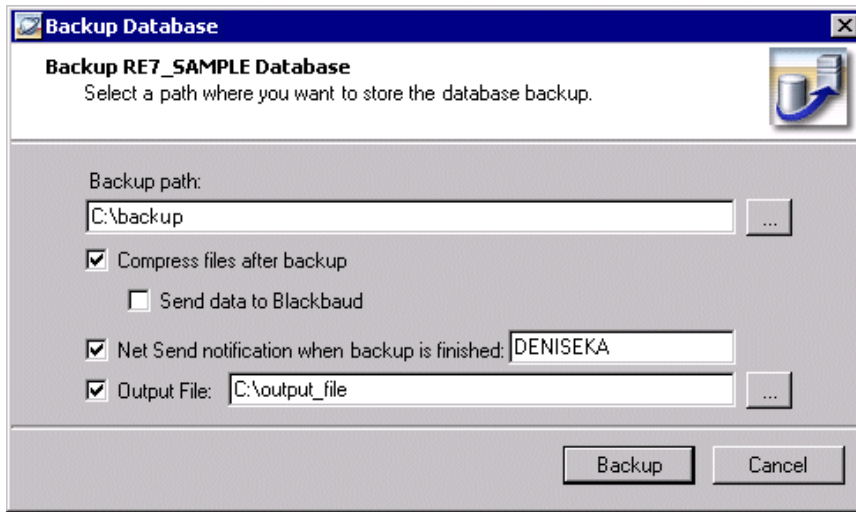 Backup Database
Backup RE7_SAMPLE Database
Select a path where you want to store the database backup.
Backup path:
C:\backup
...
Compress files after backup
Send data to Blackbaud
Net Send notification when backup is finished: DENISEKA
Output File: C:\output_file
...
Backup Cancel